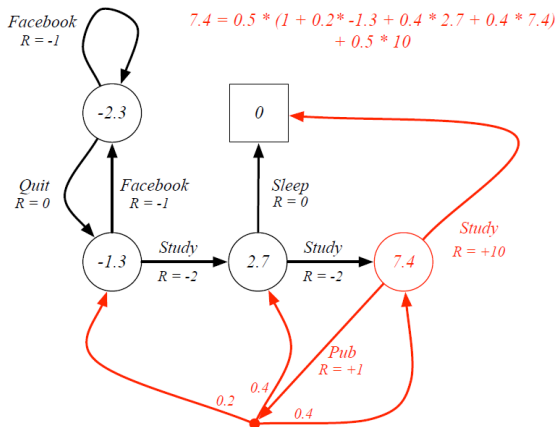 Facebook
R = -1
7.4 = 0.5 * (1 + 0.2* -1.3 + 0.4 * 2.7 + 0.4 * 7.4)
+ 0.5 * 10
-2.3
0
Quit
R = 0
Facebook
R = -1
Sleep
R = 0
Study
R = +10
-1.3
Study
R = -2
2.7
Study
R = -2
7.4
Pub
R = +1
0.2
0.4
0.4